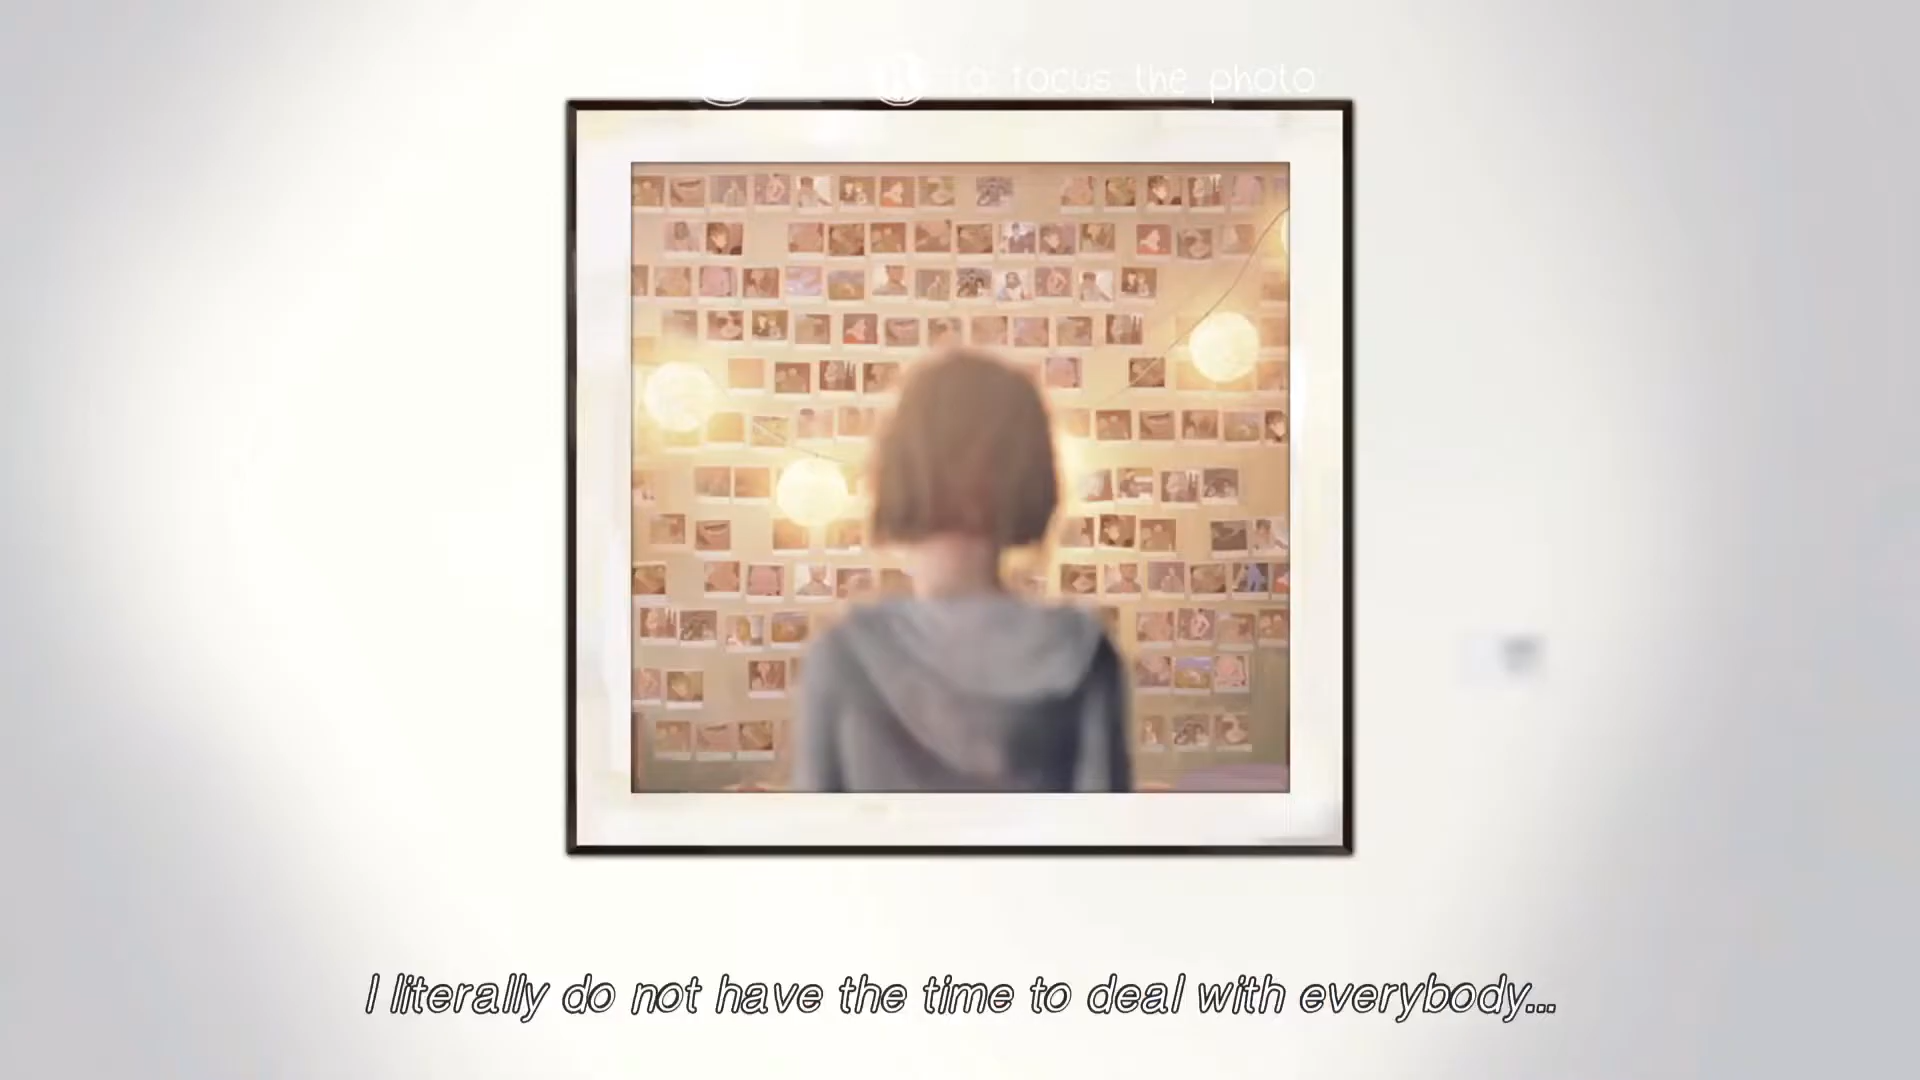 to focus the photo
I literally do not have the time to deal with everybody...